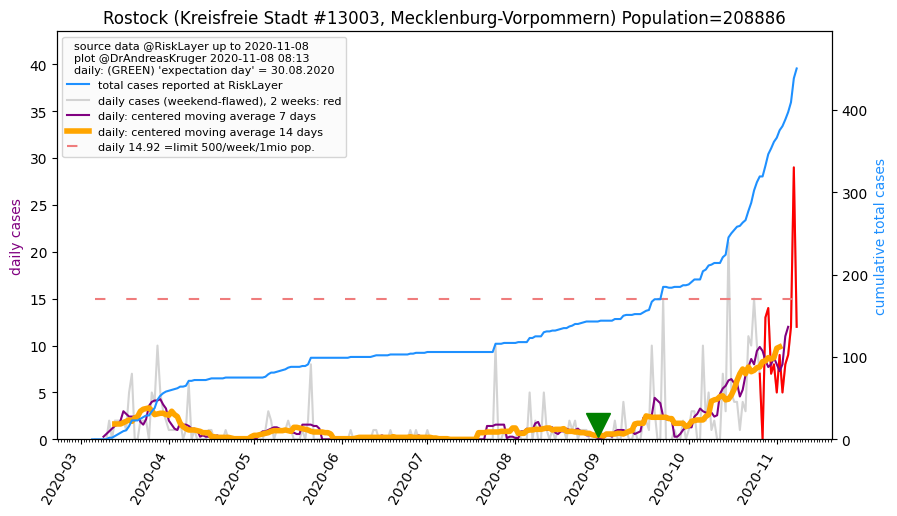 Rostock (Kreisfreie Stadt #13003, Mecklenburg-Vorpommern) Population=208886
source data @RiskLayer up to 2020-11-08
plot @DrAndreasKruger 2020-11-08 08:13
daily: (GREEN) 'expectation day' = 30.08.2020
total cases reported at RiskLayer
daily cases (weekend-flawed), 2 weeks: red
daily: centered moving average 7 days
daily: centered moving average 14 days
daily 14.92 =limit 500/week/1mio pop.
daily cases
40
35
30
25
20
15
10
5
0
cumulative total cases
400
300
200
100
0
2020-03
2020-04
2020-05
2020-06
2020-07
2020-08
2020-09
2020-10
2020-11